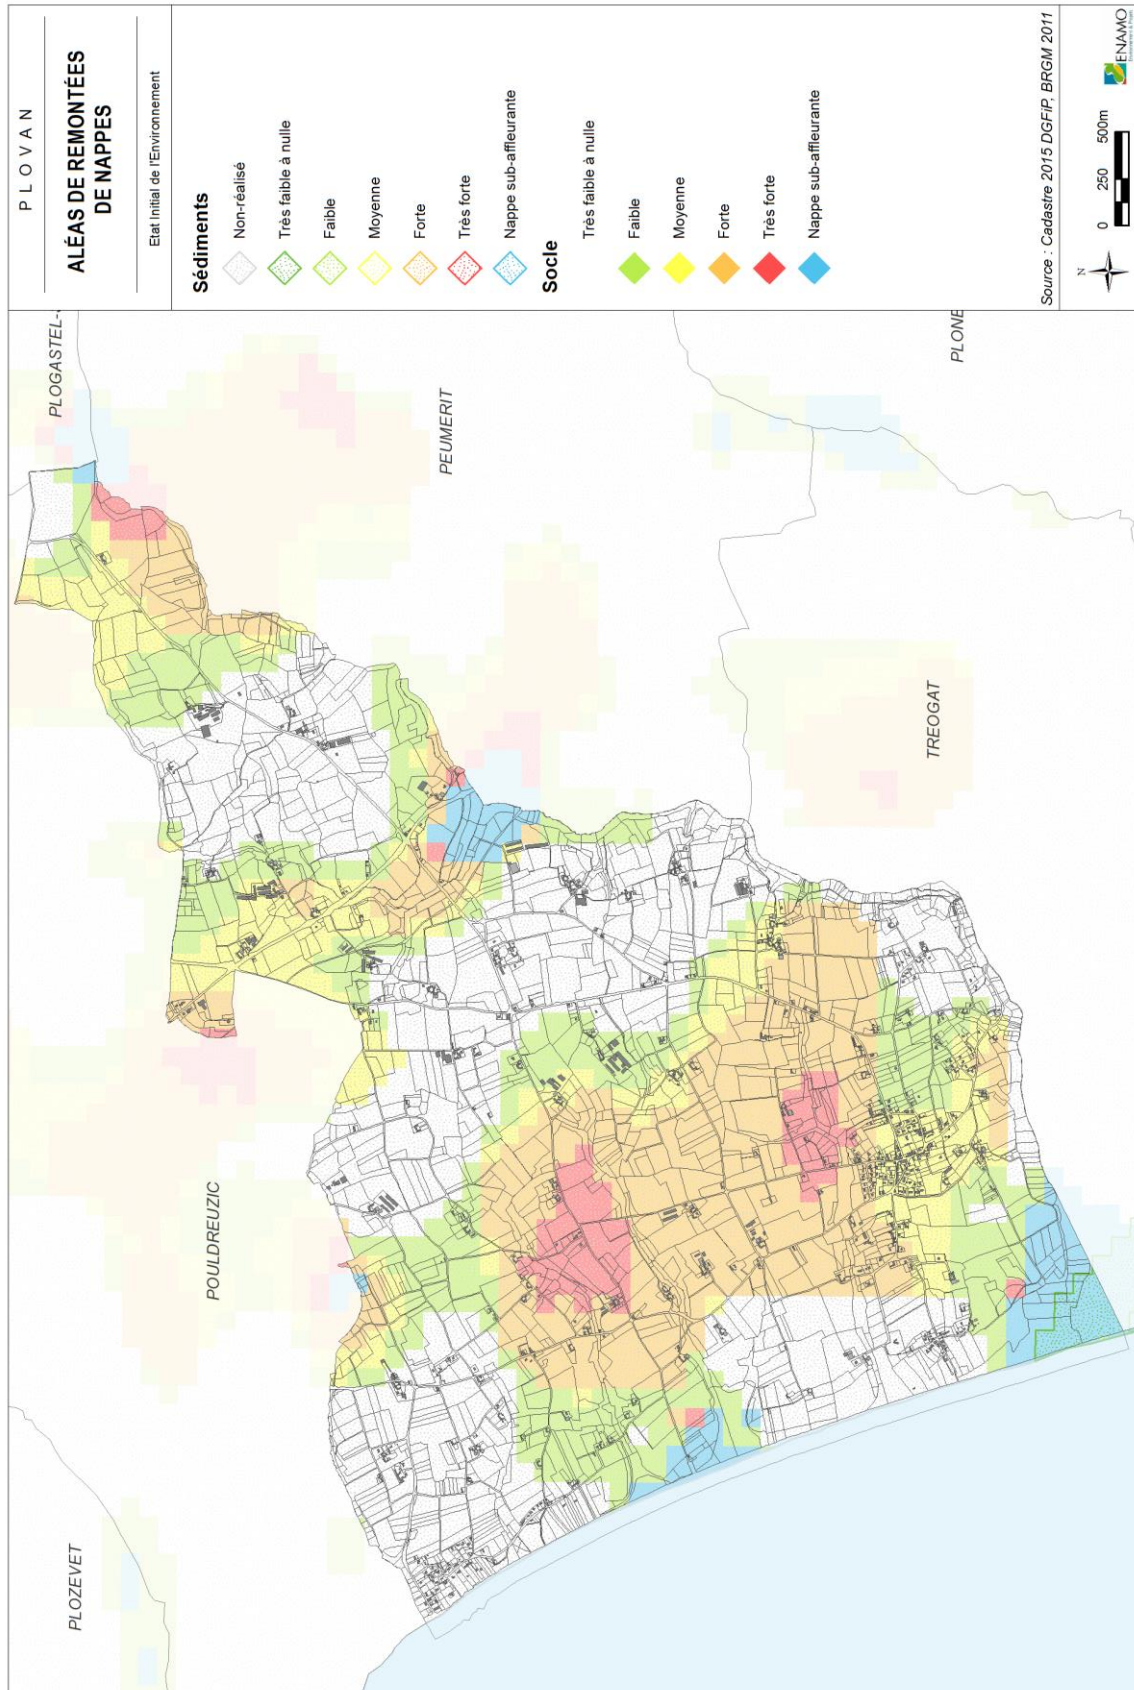 PLOVAN
ALÉAS DE REMONTÉES
DE NAPPES
Etat Initial de l'Environnement
Sédiments
Non-réalisé
Très faible à nulle
Faible
Moyenne
Forte
Très forte
Nappe sub-affleurante
Socle
Très faible à nulle
Faible
Moyenne
Forte
Très forte
Nappe sub-affleurante
Source : Cadastre 2015 DGFiP, BRGM 2011
N
0 250 500m
ENAMO
PLOZEVET
POULDREUZIC
PLOGASTEL-
PEUMERIT
TREOGAT
PLONE